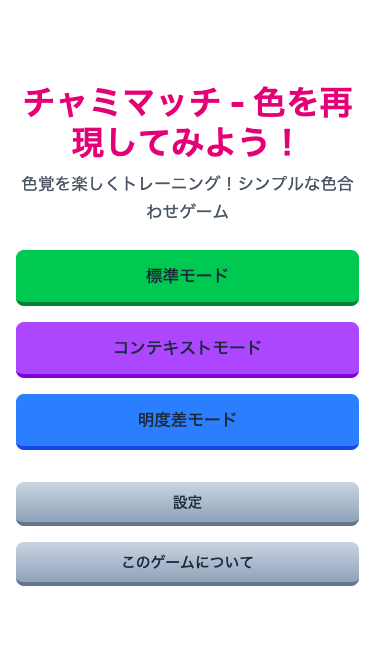 チャミマッチ - 色を再
現してみよう！
色覚を楽しくトレーニング！シンプルな色合
わせゲーム
標準モード
コンテキストモード
明度差モード
設定
このゲームについて